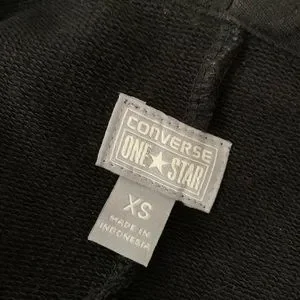 CONVERSE
ONE★STAR
XS
MADE IN
INDONESIA